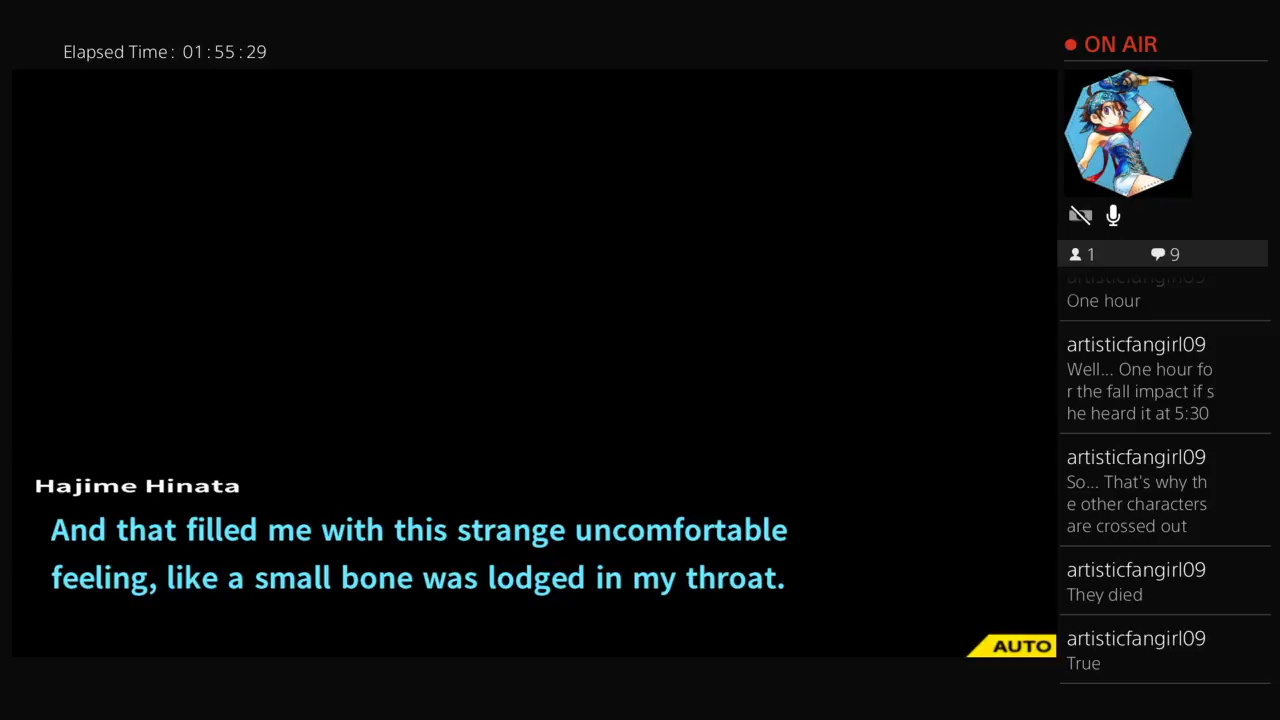 Elapsed Time: 01:55:29
ON AIR
1 9
One hour
artisticfangirl09
Well... One hour fo
r the fall impact if s
he heard it at 5:30
artisticfangirl09
So... That's why th
e other characters
are crossed out
artisticfangirl09
They died
artisticfangirl09
True
Hajime Hinata
And that filled me with this strange uncomfortable
feeling, like a small bone was lodged in my throat.
AUTO